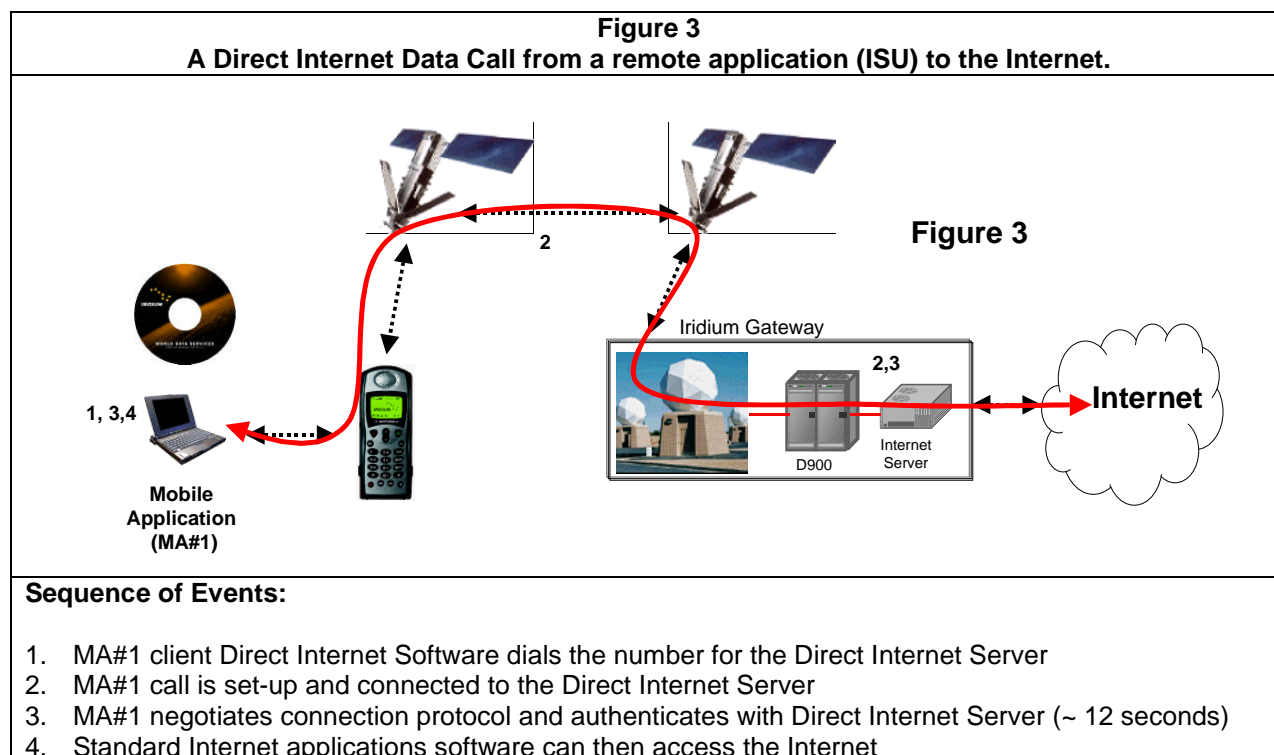 Figure 3
A Direct Internet Data Call from a remote application (ISU) to the Internet.
2
Figure 3
IRIDIUM
WORLD DATA SERVICES
Iridium Gateway
2,3
Internet
1, 3,4
D900
Internet
Server
Mobile
Application
(MA#1)
Sequence of Events:
1. MA#1 client Direct Internet Software dials the number for the Direct Internet Server
2. MA#1 call is set-up and connected to the Direct Internet Server
3. MA#1 negotiates connection protocol and authenticates with Direct Internet Server (~ 12 seconds)
4. Standard Internet applications software can then access the Internet